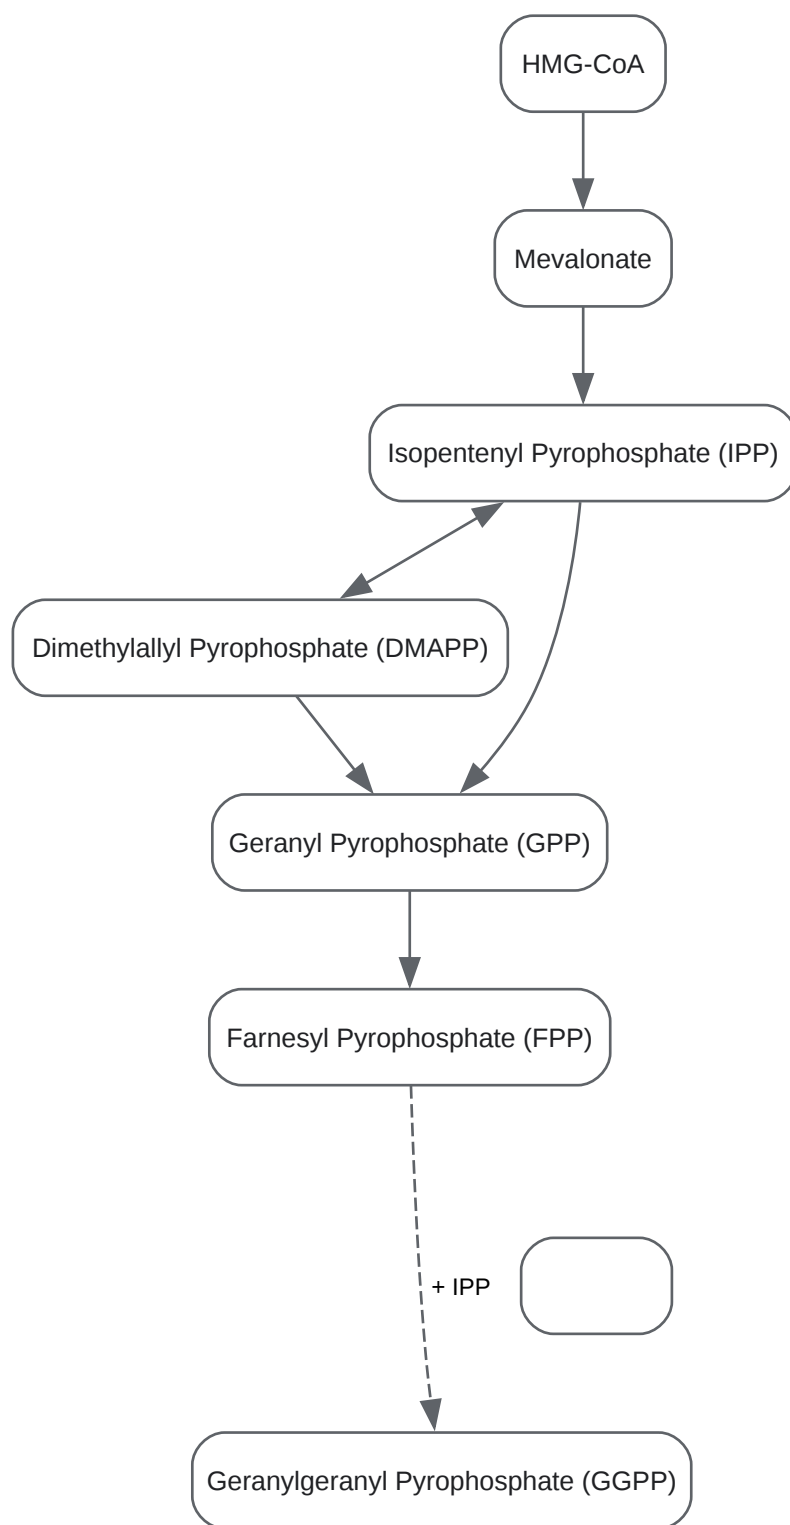 HMG-CoA
Mevalonate
Isopentenyl Pyrophosphate (IPP)
Dimethylallyl Pyrophosphate (DMAPP)
Geranyl Pyrophosphate (GPP)
Farnesyl Pyrophosphate (FPP)
+ IPP
Geranylgeranyl Pyrophosphate (GGPP)